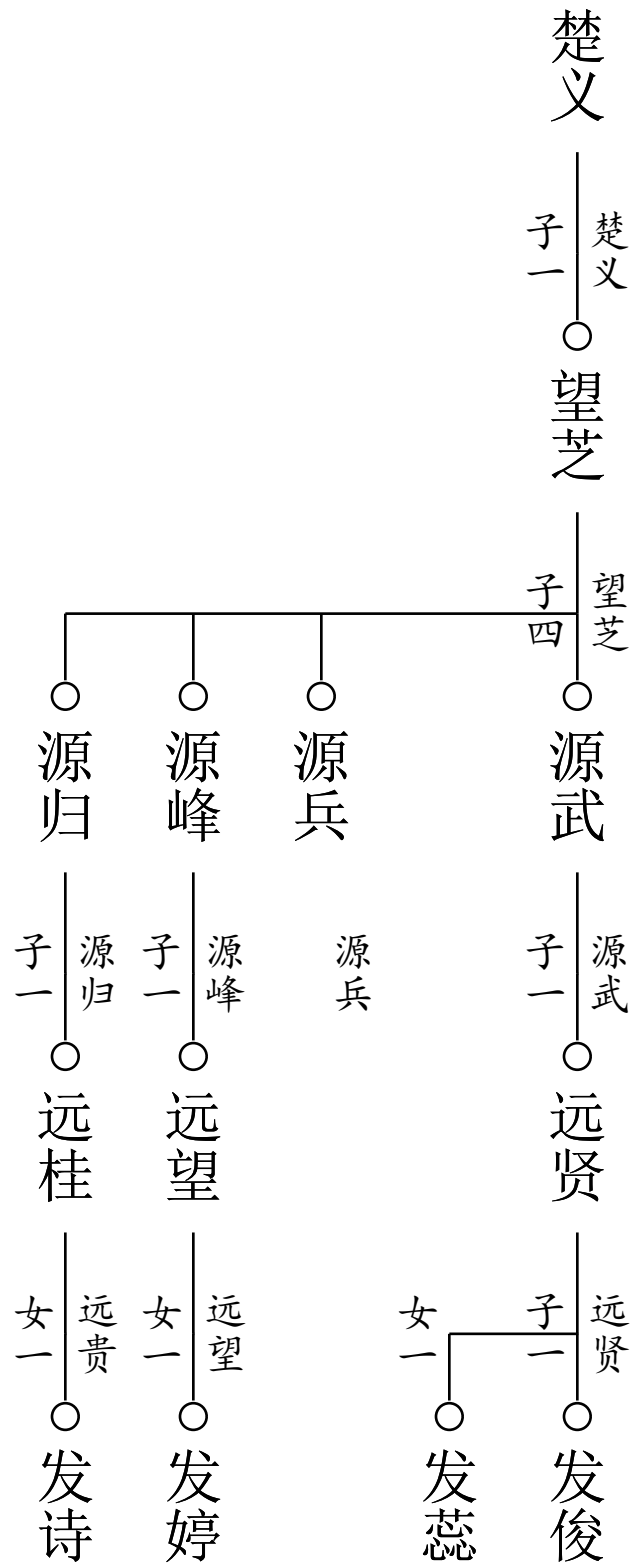 楚义
楚义
子一
望芝
望芝
子四
源武
源兵
源峰
源归
源武
子一
源兵
源峰
子一
源归
子一
远贤
远望
远桂
远贤
子一
女一
远望
女一
远贵
女一
发俊
发蕊
发婷
发诗